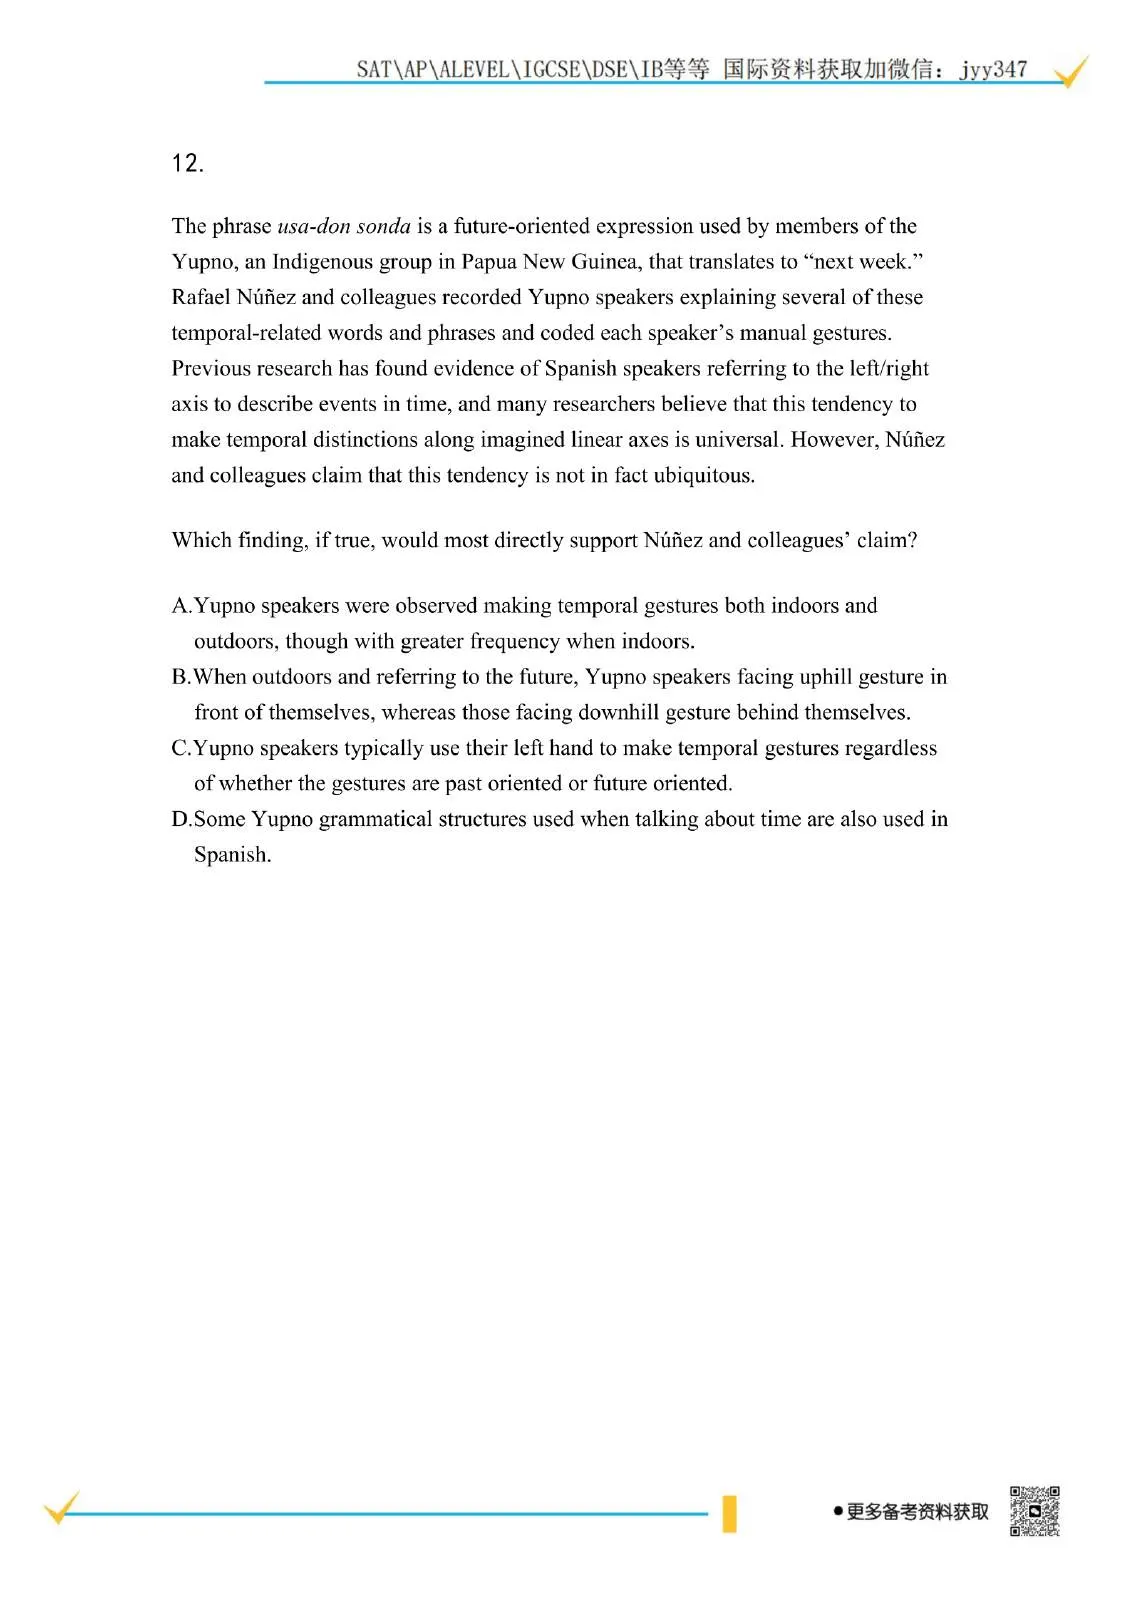 SAT\AP\ALEVEL\IGCSE\DSE\IB等等 国际资料获取加微信：jyy347
12.
The phrase usa-don sonda is a future-oriented expression used by members of the
Yupno, an Indigenous group in Papua New Guinea, that translates to “next week.”
Rafael Núñez and colleagues recorded Yupno speakers explaining several of these
temporal-related words and phrases and coded each speaker’s manual gestures.
Previous research has found evidence of Spanish speakers referring to the left/right
axis to describe events in time, and many researchers believe that this tendency to
make temporal distinctions along imagined linear axes is universal. However, Núñez
and colleagues claim that this tendency is not in fact ubiquitous.
Which finding, if true, would most directly support Núñez and colleagues’ claim?
A.Yupno speakers were observed making temporal gestures both indoors and
outdoors, though with greater frequency when indoors.
B.When outdoors and referring to the future, Yupno speakers facing uphill gesture in
front of themselves, whereas those facing downhill gesture behind themselves.
C.Yupno speakers typically use their left hand to make temporal gestures regardless
of whether the gestures are past oriented or future oriented.
D.Some Yupno grammatical structures used when talking about time are also used in
Spanish.
●更多备考资料获取